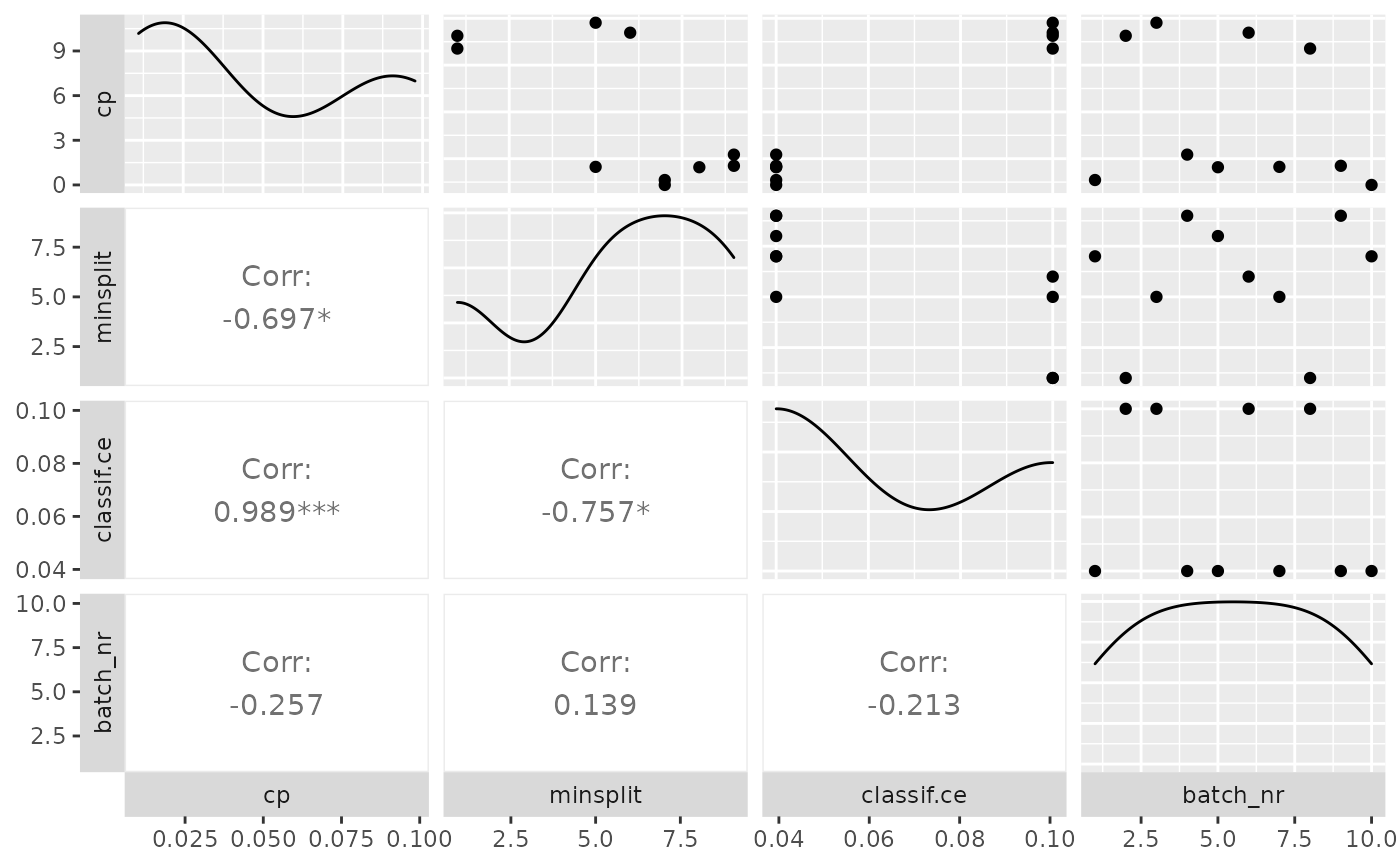 9
6
3
0
cp
7.5
5.0
2.5
minsplit
Corr:
-0.697*
0.10
0.08
0.06
0.04
classif.ce
Corr:
0.989***
Corr:
-0.757*
10.0
7.5
5.0
2.5
batch_nr
Corr:
-0.257
Corr:
0.139
Corr:
-0.213
cp minsplit classif.ce batch_nr
0.025 0.050 0.075 0.100 2.5 5.0 7.5 0.04 0.06 0.08 0.10 2.5 5.0 7.5 10.0